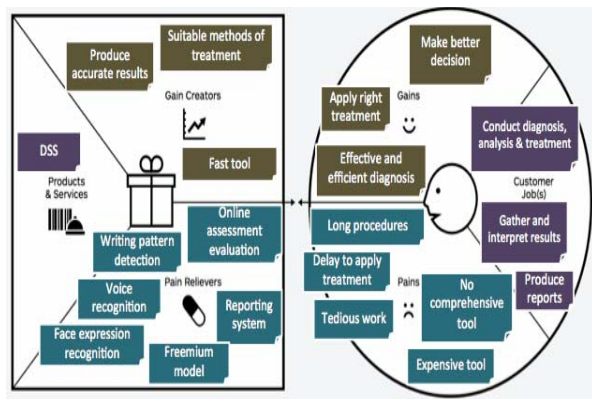 Produce
accurate results
Suitable methods of
treatment
Gain Creators
Fast tool
DSS
Products
& Services
Online
assessment
evaluation
Writing pattern
detection
Voice
recognition
Pain Relievers
Reporting
system
Face expression
recognition
Freemium
model
Make better
decision
Apply right
treatment
Gains
Effective and
efficient diagnosis
Conduct diagnosis,
analysis & treatment
Customer
Job(s)
Gather and
interpret results
Produce
reports
Long procedures
Delay to apply
treatment
Pains
Tedious work
No
comprehensive
tool
Expensive tool